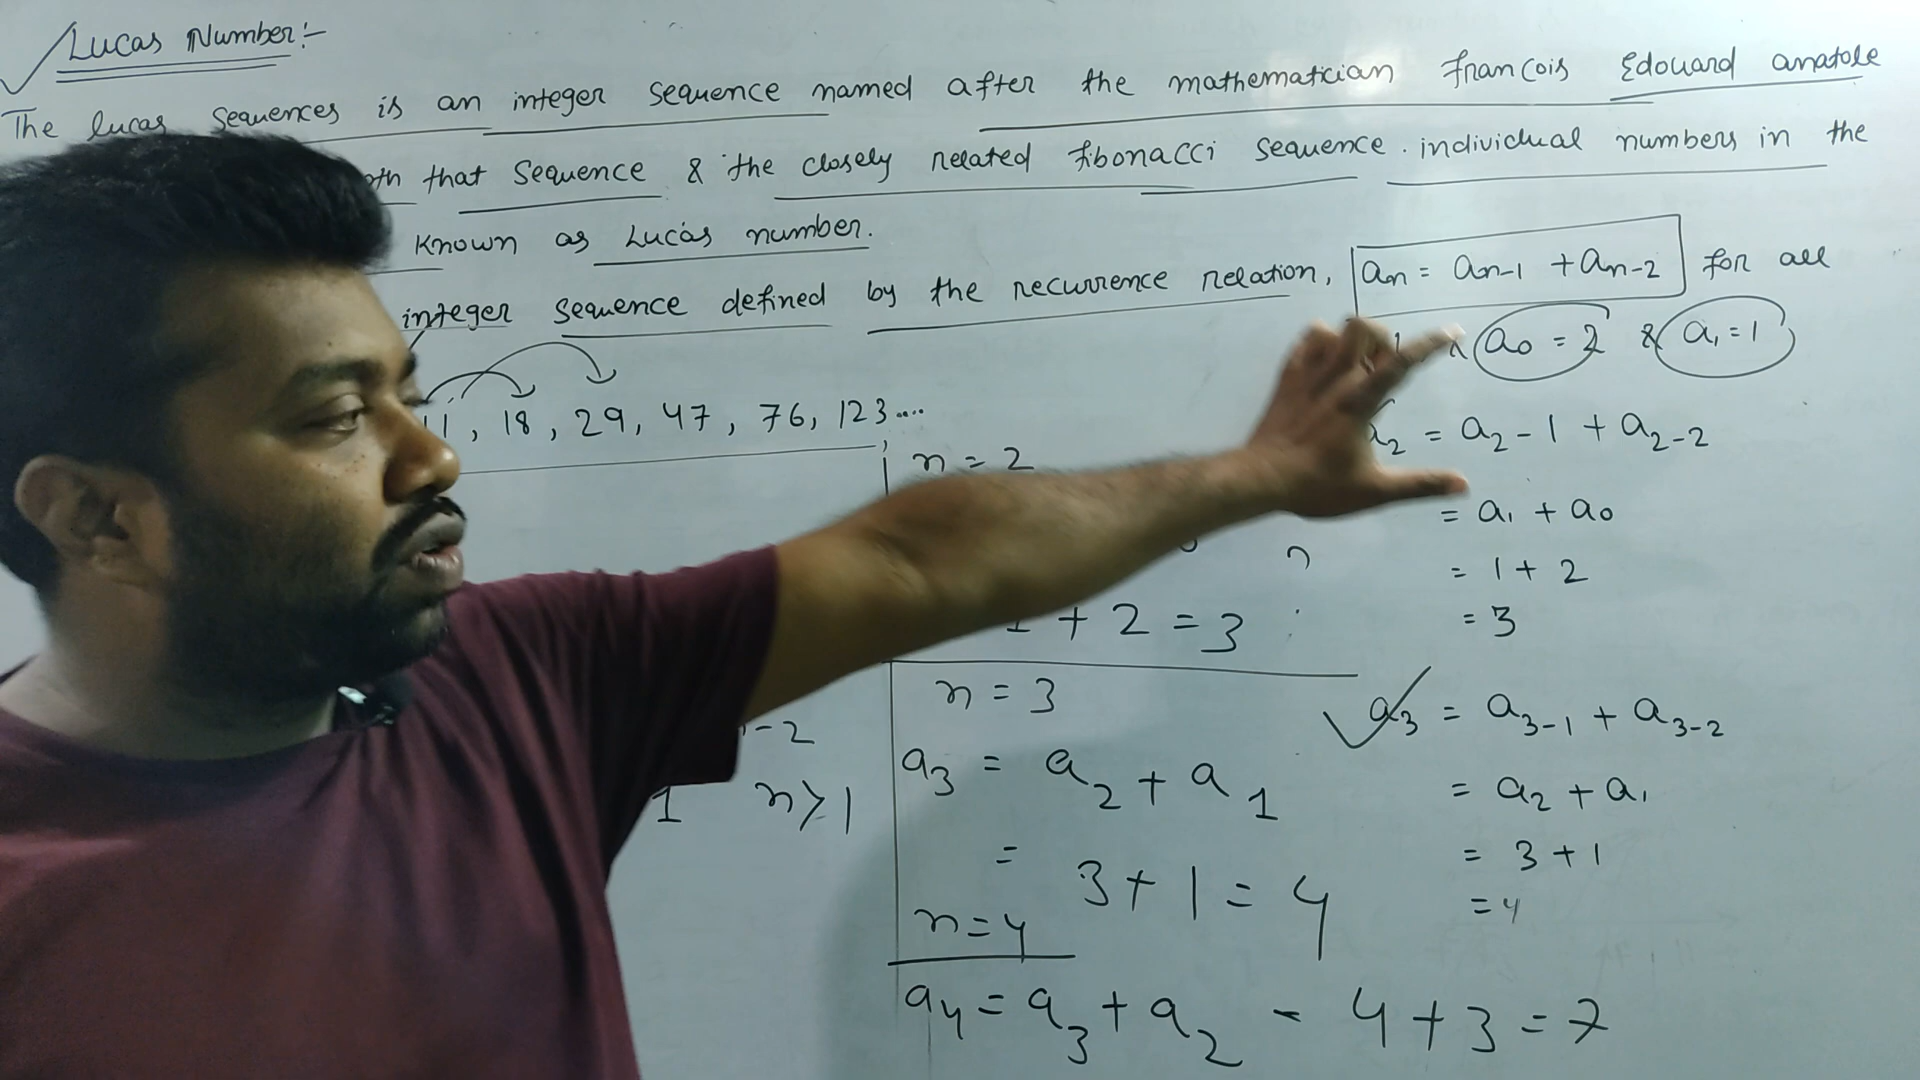 Lucas Number:-
The lucas sequences is an integer sequence named after the mathematician francois Edouard anatole
that sequence & the closely related fibonacci sequence. individual numbers in the
known as Lucas number.
integer sequence defined by the recurrence relation, an = an-1 + an-2 for all
a0 = 2 & a1 = 1
11, 18, 29, 47, 76, 123....
n = 2
a2 = a2-1 + a2-2
= a1 + a0
= 1 + 2
= 3
1 + 2 = 3
n = 3
a3 = a2 + a1
= 3 + 1 = 4
a3 = a3-1 + a3-2
= a2 + a1
= 3 + 1
= 4
-2
1 n>1
n=4
a4 = a3 + a2 - 4 + 3 = 7